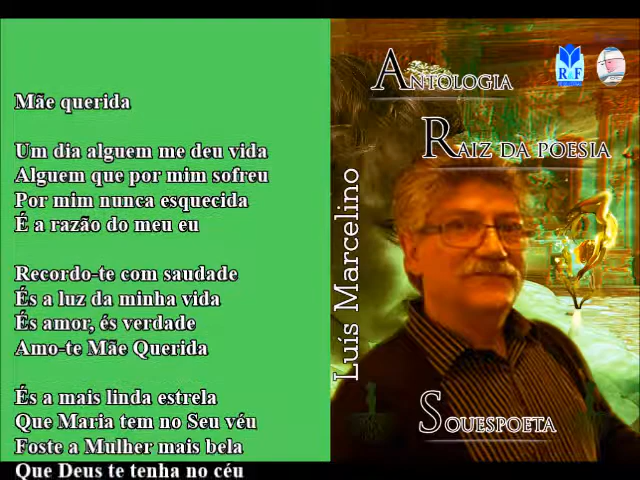 Mãe querida
Um dia alguem me deu vida
Alguem que por mim sofreu
Por mim nunca esquecida
É a razão do meu eu
Recordo-te com saudade
És a luz da minha vida
És amor, és verdade
Amo-te Mãe Querida
És a mais linda estrela
Que Maria tem no Seu véu
Foste a Mulher mais bela
Que Deus te tenha no céu
ANTOLOGIA
RAIZ DA POESIA
Luís Marcelino
SOUESPOETA
R&F